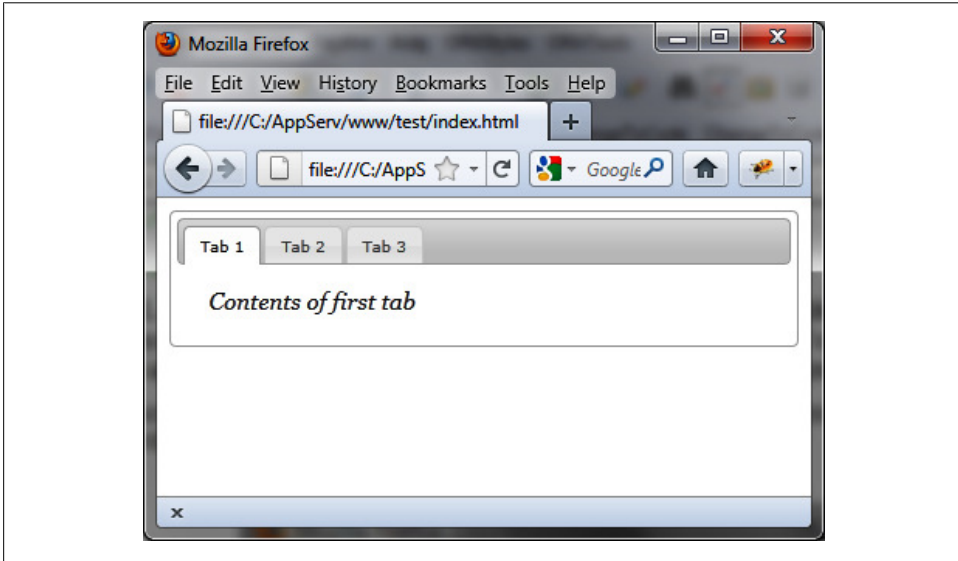 Mozilla Firefox
File Edit View History Bookmarks Tools Help
file:///C:/AppServ/www/test/index.html
file:///C:/AppS Google
Tab 1 Tab 2 Tab 3
Contents of first tab
x